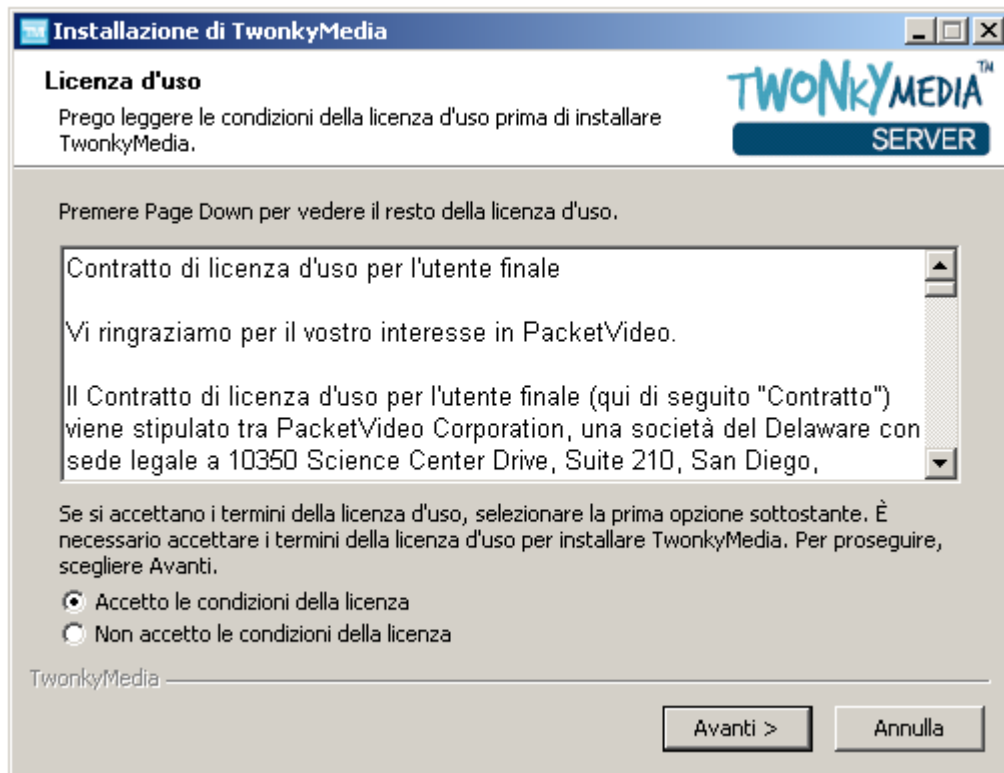 Installazione di TwonkyMedia
Licenza d'uso
Prego leggere le condizioni della licenza d'uso prima di installare
TwonkyMedia.
TWONKYMEDIA™
SERVER
Premere Page Down per vedere il resto della licenza d'uso.
Contratto di licenza d'uso per l'utente finale
Vi ringraziamo per il vostro interesse in PacketVideo.
Il Contratto di licenza d'uso per l'utente finale (qui di seguito "Contratto")
viene stipulato tra PacketVideo Corporation, una società del Delaware con
sede legale a 10350 Science Center Drive, Suite 210, San Diego,
Se si accettano i termini della licenza d'uso, selezionare la prima opzione sottostante. È
necessario accettare i termini della licenza d'uso per installare TwonkyMedia. Per proseguire,
scegliere Avanti.
Accetto le condizioni della licenza
Non accetto le condizioni della licenza
TwonkyMedia
Avanti >
Annulla